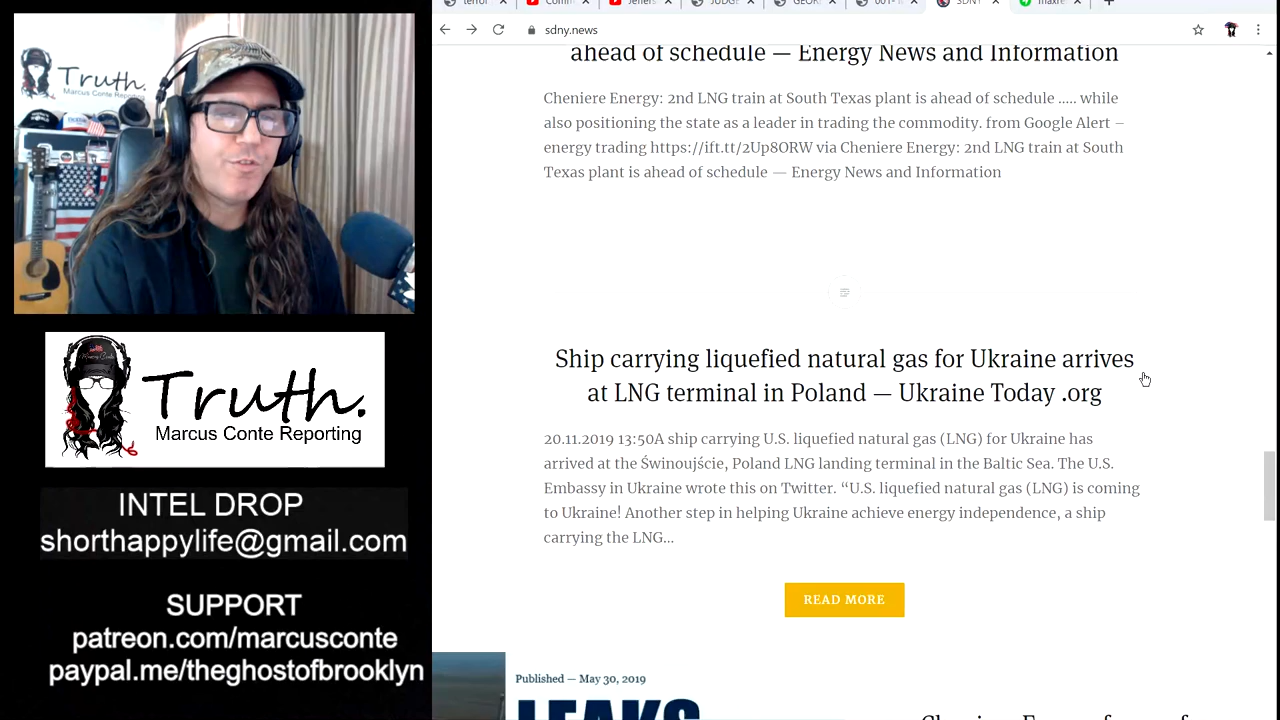 Truth.
Marcus Conte Reporting
Truth.
Marcus Conte Reporting
INTEL DROP
shorthappylife@gmail.com
SUPPORT
patreon.com/marcusconte
paypal.me/theghostofbrooklyn
sdny.news
ahead of schedule — Energy News and Information
Cheniere Energy: 2nd LNG train at South Texas plant is ahead of schedule ….. while
also positioning the state as a leader in trading the commodity. from Google Alert –
energy trading https://ift.tt/2Up8ORW via Cheniere Energy: 2nd LNG train at South
Texas plant is ahead of schedule — Energy News and Information
Ship carrying liquefied natural gas for Ukraine arrives
at LNG terminal in Poland — Ukraine Today .org
20.11.2019 13:50A ship carrying U.S. liquefied natural gas (LNG) for Ukraine has
arrived at the Świnoujście, Poland LNG landing terminal in the Baltic Sea. The U.S.
Embassy in Ukraine wrote this on Twitter. “U.S. liquefied natural gas (LNG) is coming
to Ukraine! Another step in helping Ukraine achieve energy independence, a ship
carrying the LNG…
READ MORE
Published — May 30, 2019
LEAKS